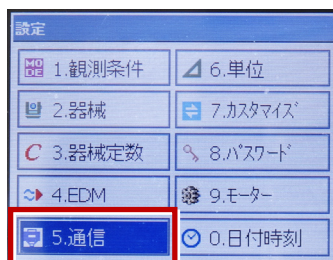 設定
MODE 1.観測条件
2.器械
C 3.器械定数
4.EDM
5.通信
6.単位
7.ｶｽﾀﾏｲｽﾞ
8.ﾊﾟｽﾜｰﾄﾞ
9.ﾓｰﾀｰ
0.日付時刻